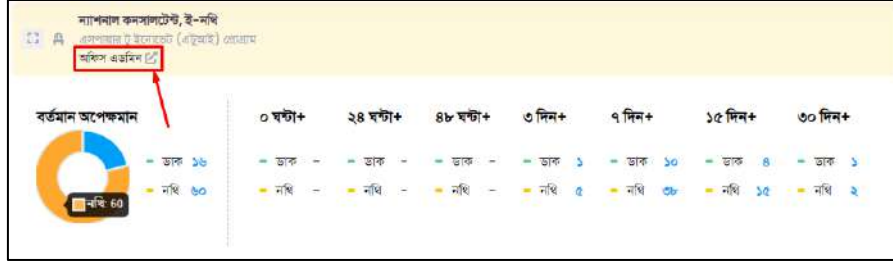 ন্যাশনাল কনসালটেন্ট, ই-নথি
এসপায়ার টু ইনোভেট (এটুআই) প্রোগ্রাম
অফিস এডমিন
বর্তমান অপেক্ষমান
০ ঘন্টা+ ২৪ ঘন্টা+ ৪৮ ঘন্টা+ ৩ দিন+ ৭ দিন+ ১৫ দিন+ ৩০ দিন+
ডাক ১৬ ডাক - ডাক - ডাক - ডাক ১ ডাক ১০ ডাক ৪ ডাক ১
নথি ৬০ নথি - নথি - নথি - নথি ৫ নথি ৩৮ নথি ১৫ নথি ২
নথি: 60